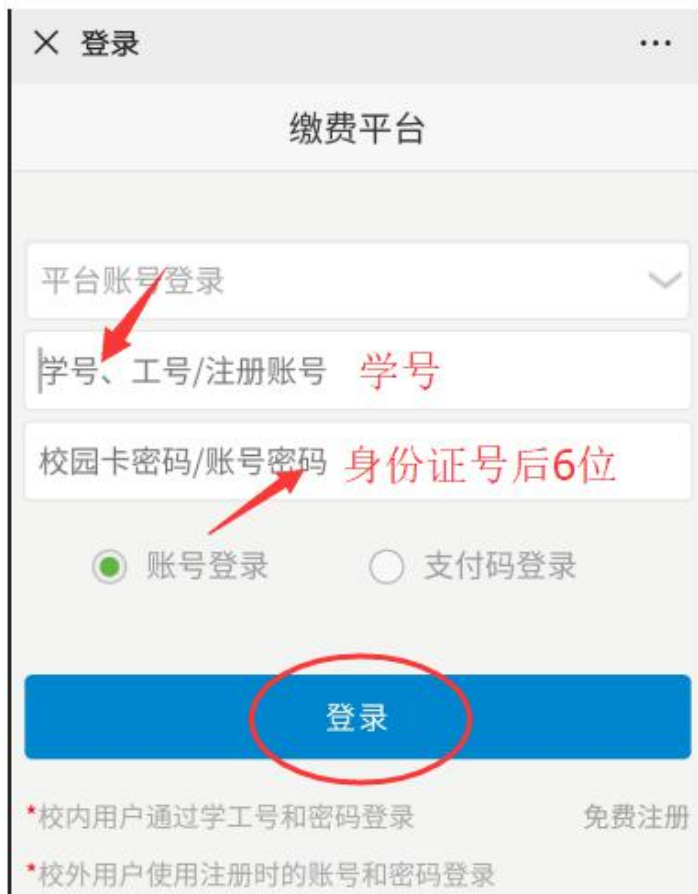 登录
缴费平台
平台账号登录
学号、工号/注册账号 学号
校园卡密码/账号密码 身份证号后6位
账号登录 支付码登录
登录
*校内用户通过学工号和密码登录 免费注册
*校外用户使用注册时的账号和密码登录